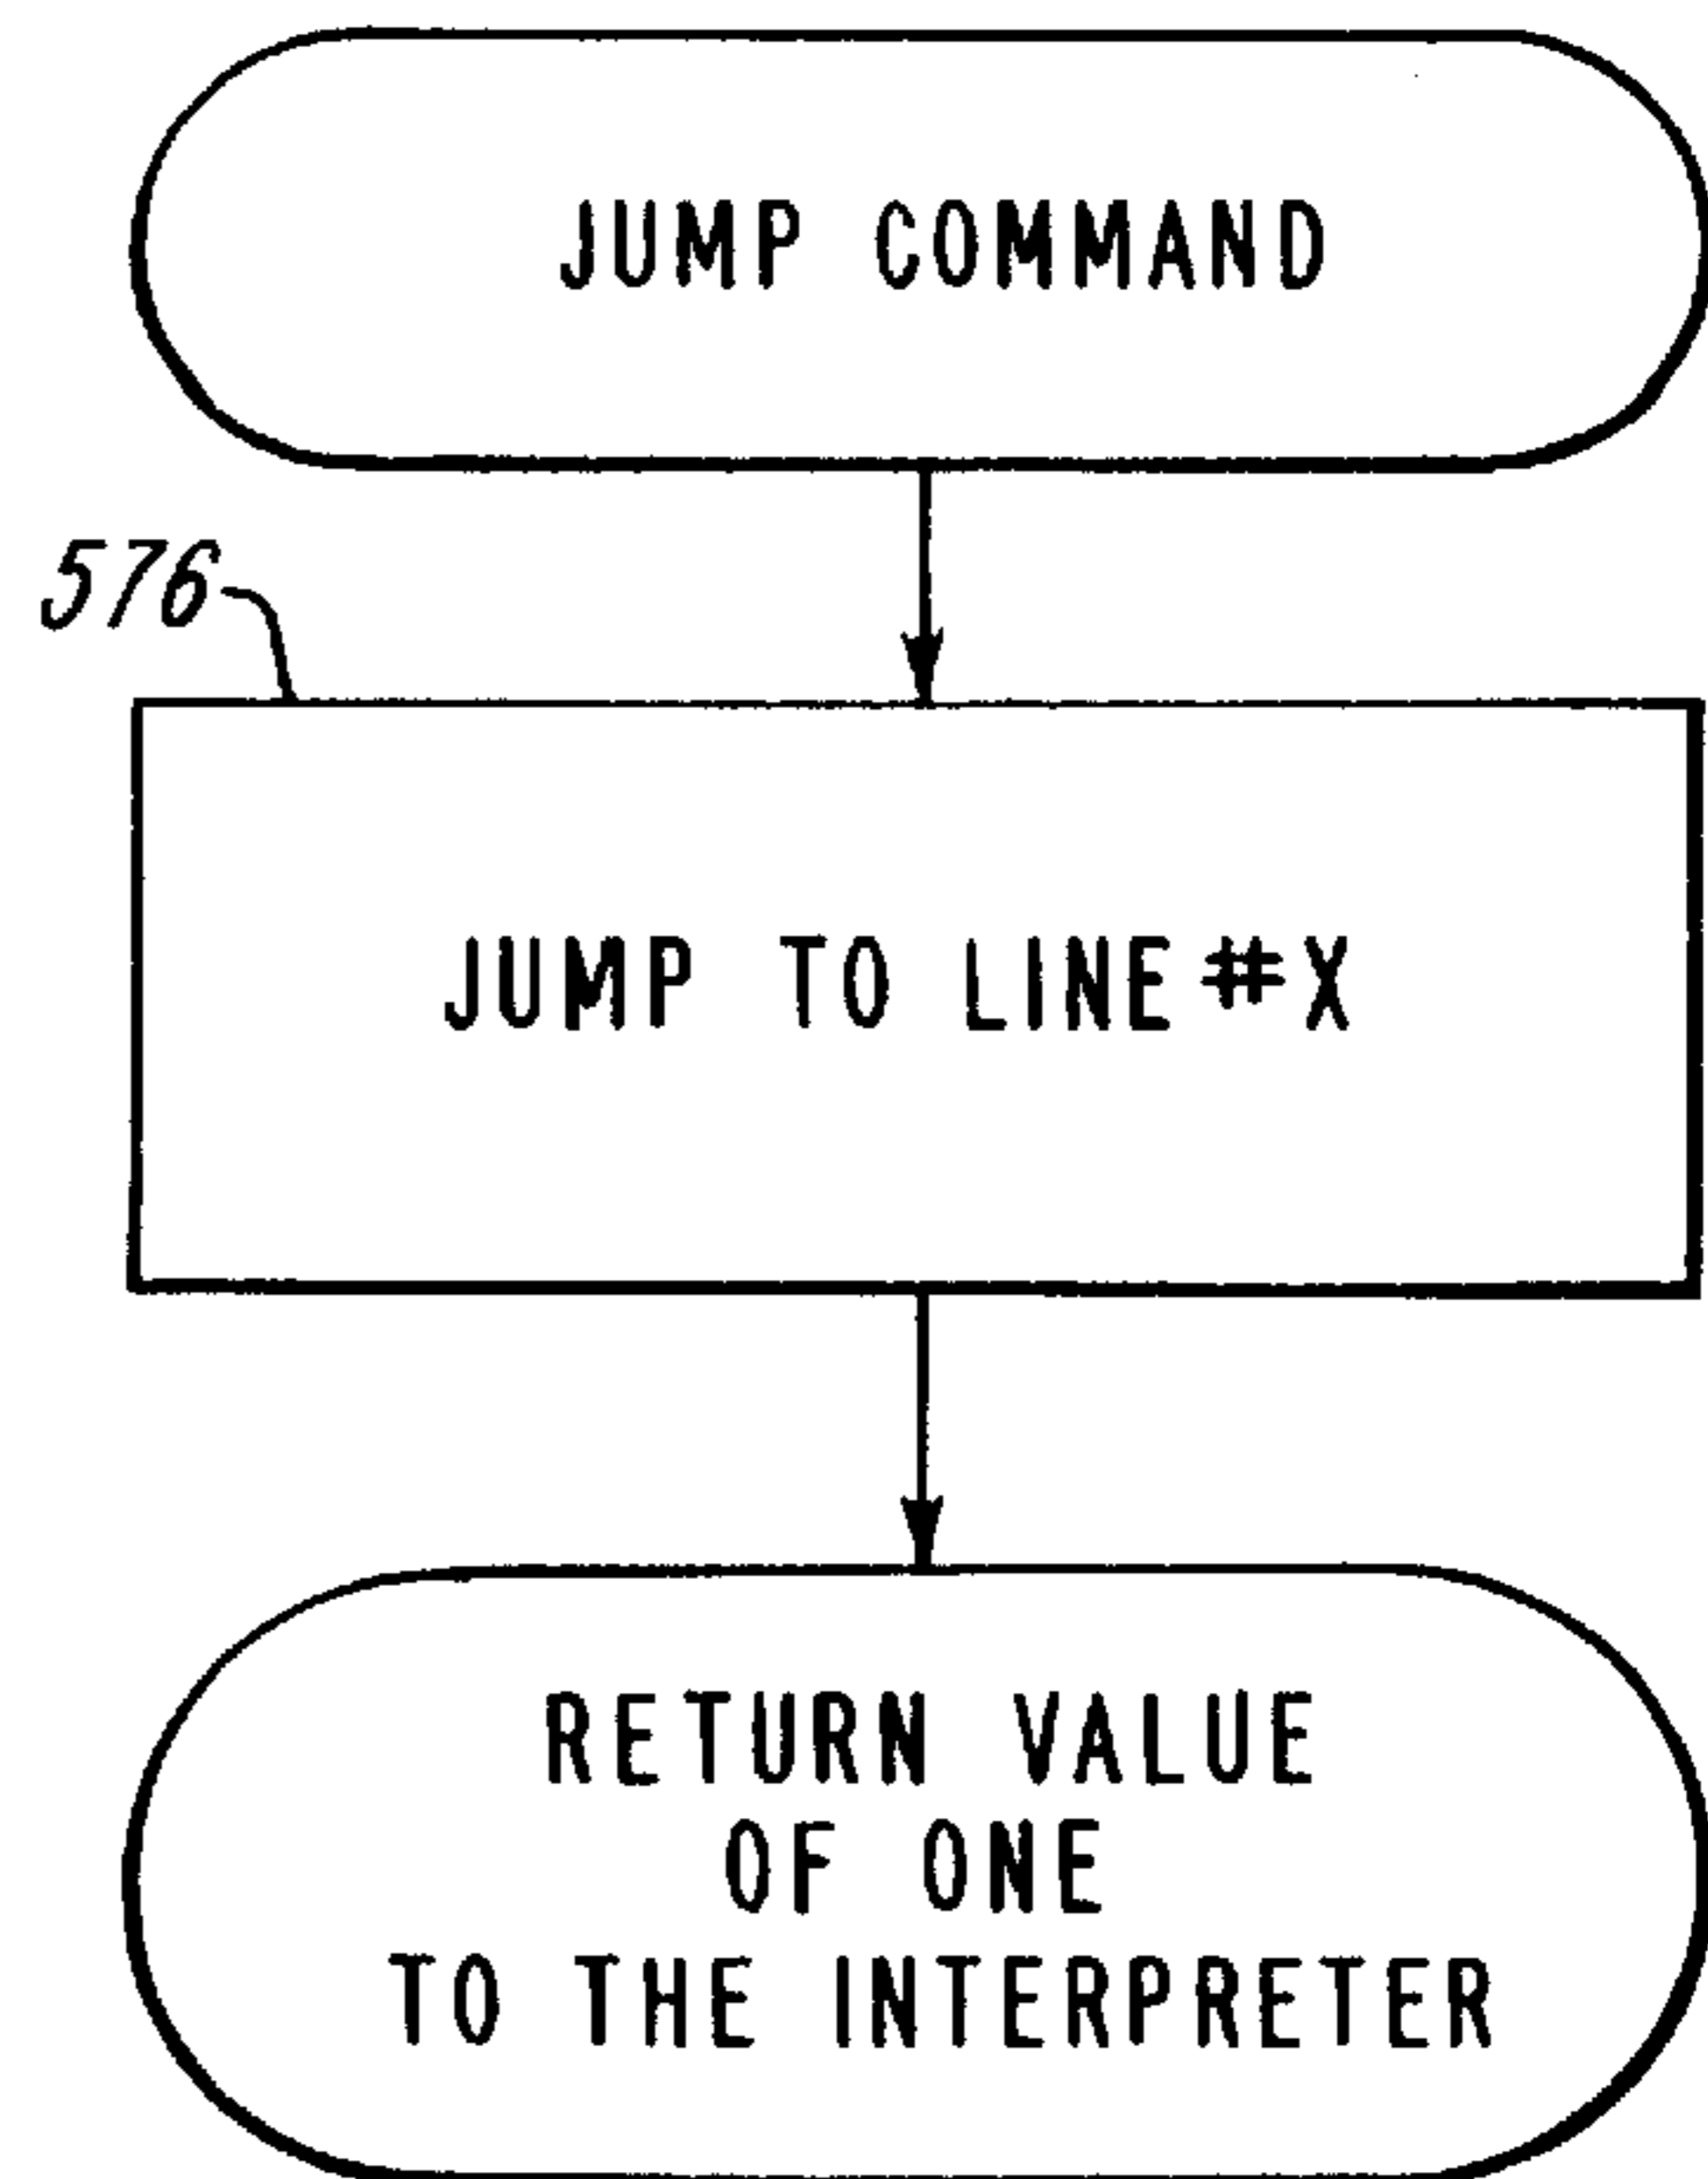 JUMP COMMAND
576
JUMP TO LINE #X
RETURN VALUE
OF ONE
TO THE INTERPRETER